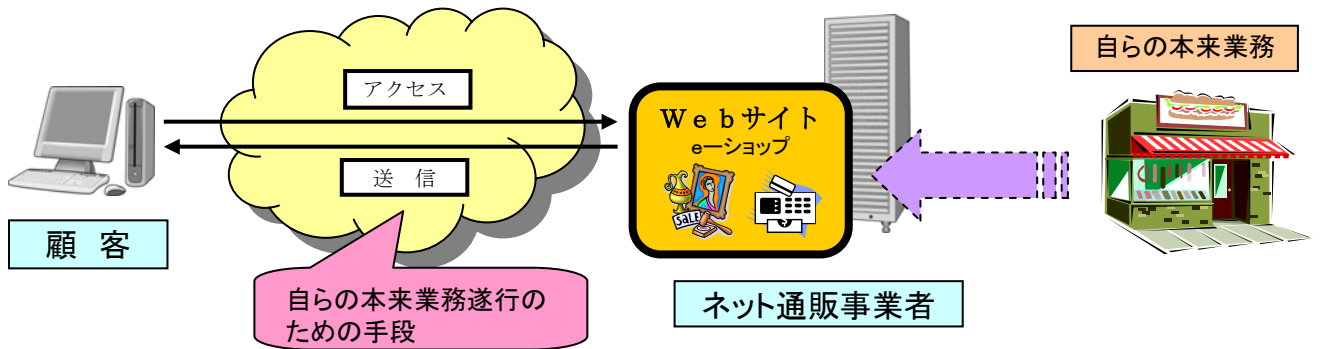 自らの本来業務
アクセス
Ｗｅｂサイト
e－ショップ
SALE
送　信
顧　客
自らの本来業務遂行の
ための手段
ネット通販事業者